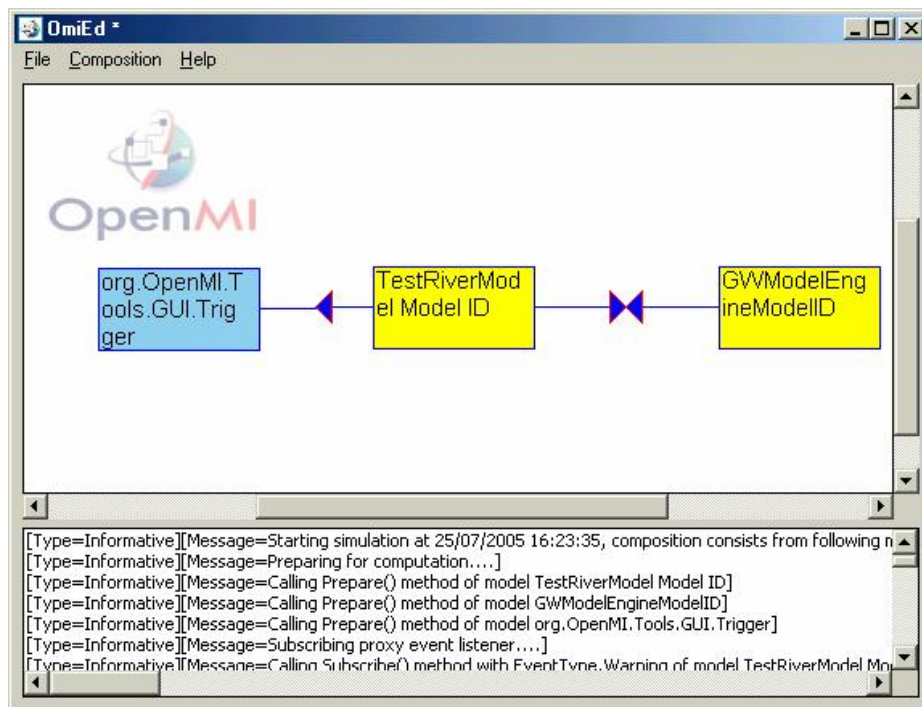 OmiEd *
File Composition Help
OpenMI
org.OpenMI.T
ools.GUI.Trig
ger
TestRiverMod
el Model ID
GWModelEng
ineModelID
[Type=Informative][Message=Starting simulation at 25/07/2005 16:23:35, composition consists from following
[Type=Informative][Message=Preparing for computation....]
[Type=Informative][Message=Calling Prepare() method of model TestRiverModel Model ID]
[Type=Informative][Message=Calling Prepare() method of model GWModelEngineModelID]
[Type=Informative][Message=Calling Prepare() method of model org.OpenMI.Tools.GUI.Trigger]
[Type=Informative][Message=Subscribing proxy event listener....]
[Type=Informative][Message=Calling Subscribe() method with EventType.Warning of model TestRiverModel